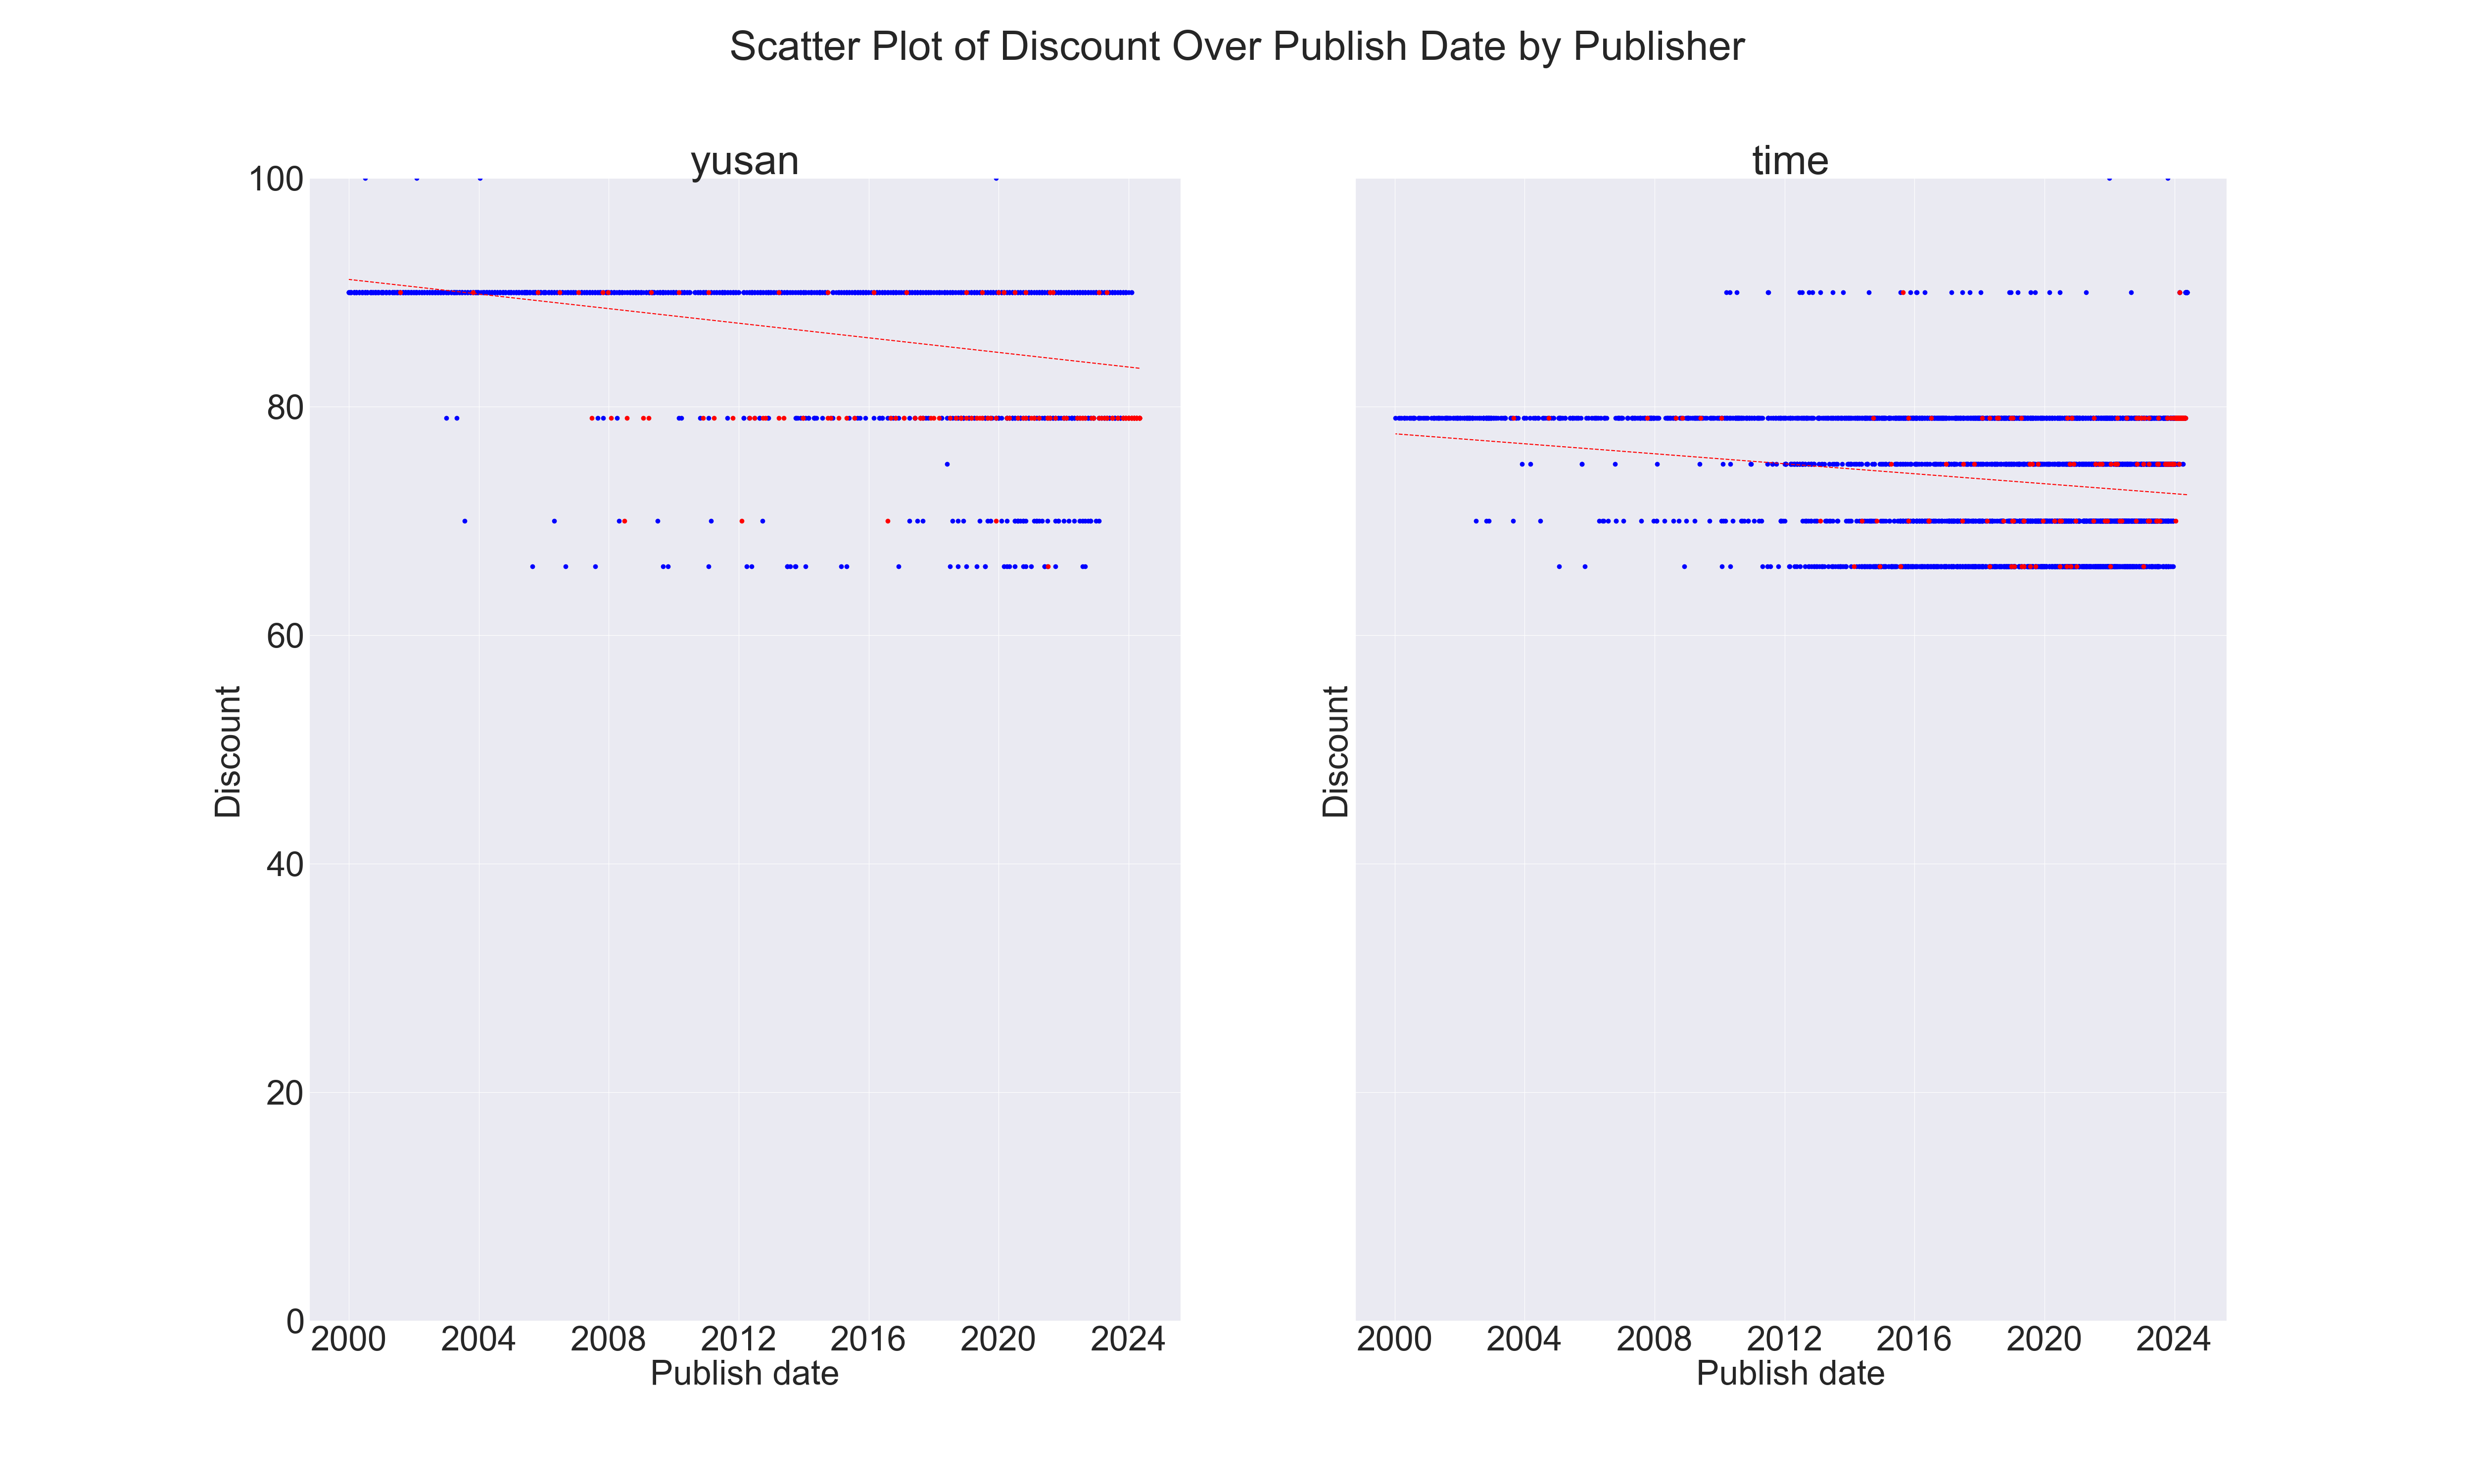 Scatter Plot of Discount Over Publish Date by Publisher
yusan
100
80
60
40
20
0
Discount
2000 2004 2008 2012 2016 2020 2024
Publish date
time
Discount
2000 2004 2008 2012 2016 2020 2024
Publish date